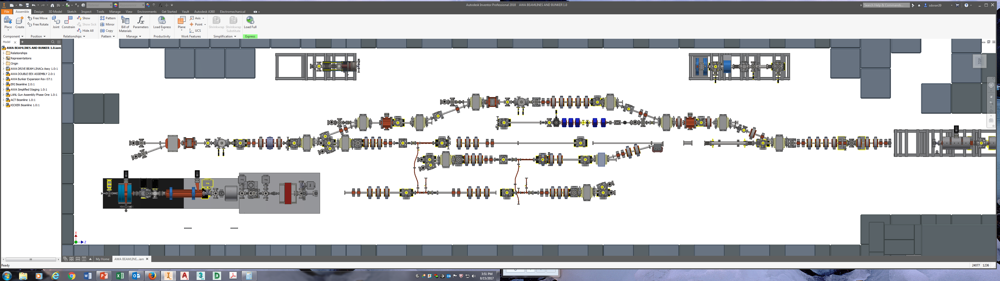 Material
Appearance
Autodesk Inventor Professional 2018 AWA BEAMLINES AND BUNKER 1.0
Search Help & Commands...
sdoran39
File Assemble Design 3D Model Sketch Inspect Tools Manage View Environments Get Started Vault Autodesk A360 Electromechanical
Place
Create
Free Move
Free Rotate
Joint
Constrain
Show
Show Sick
Hide All
Pattern
Mirror
Copy
Bill of
Materials
fx
Parameters
Load Express
Plane
Axis
Point
UCS
Shrinkwrap
Shrinkwrap
Substitute
Load Full
Component Position Relationships Pattern Manage Productivity Work Features Simplification Express
Model
AWA BEAMLINES AND BUNKER 1.0.iam
Relationships
Representations
Origin
AWA DRIVE BEAM LINACs Assy 1.0:1
AWA DOUBLE EEX ASSEMBLY 2.0:1
AWA Bunker Expansion Rev 07:1
ERI Beamline 2.0:1
AWA Simplified Staging 1.0:1
LANL Gun Assembly Phase One 1.0:1
ACT Beamline 1.0:1
KICKER Beamline 1.0:1
TOP
X
Z
My Home
AWA BEAMLINE...iam
Ready
24077 1236
3:51 PM
8/15/2017